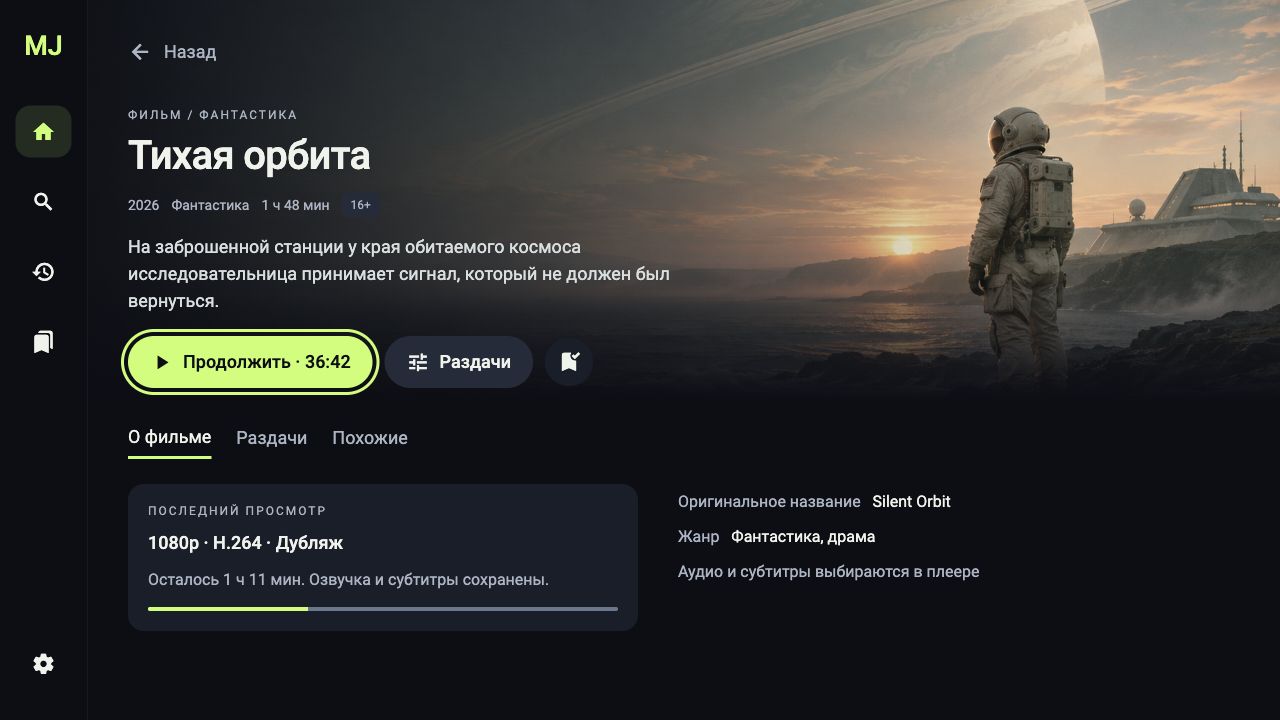 MJ
Назад
ФИЛЬМ / ФАНТАСТИКА
Тихая орбита
2026 Фантастика 1 ч 48 мин 16+
На заброшенной станции у края обитаемого космоса
исследовательница принимает сигнал, который не должен был
вернуться.
Продолжить · 36:42 Раздачи
О фильме Раздачи Похожие
ПОСЛЕДНИЙ ПРОСМОТР
1080p · H.264 · Дубляж
Осталось 1 ч 11 мин. Озвучка и субтитры сохранены.
Оригинальное название Silent Orbit
Жанр Фантастика, драма
Аудио и субтитры выбираются в плеере